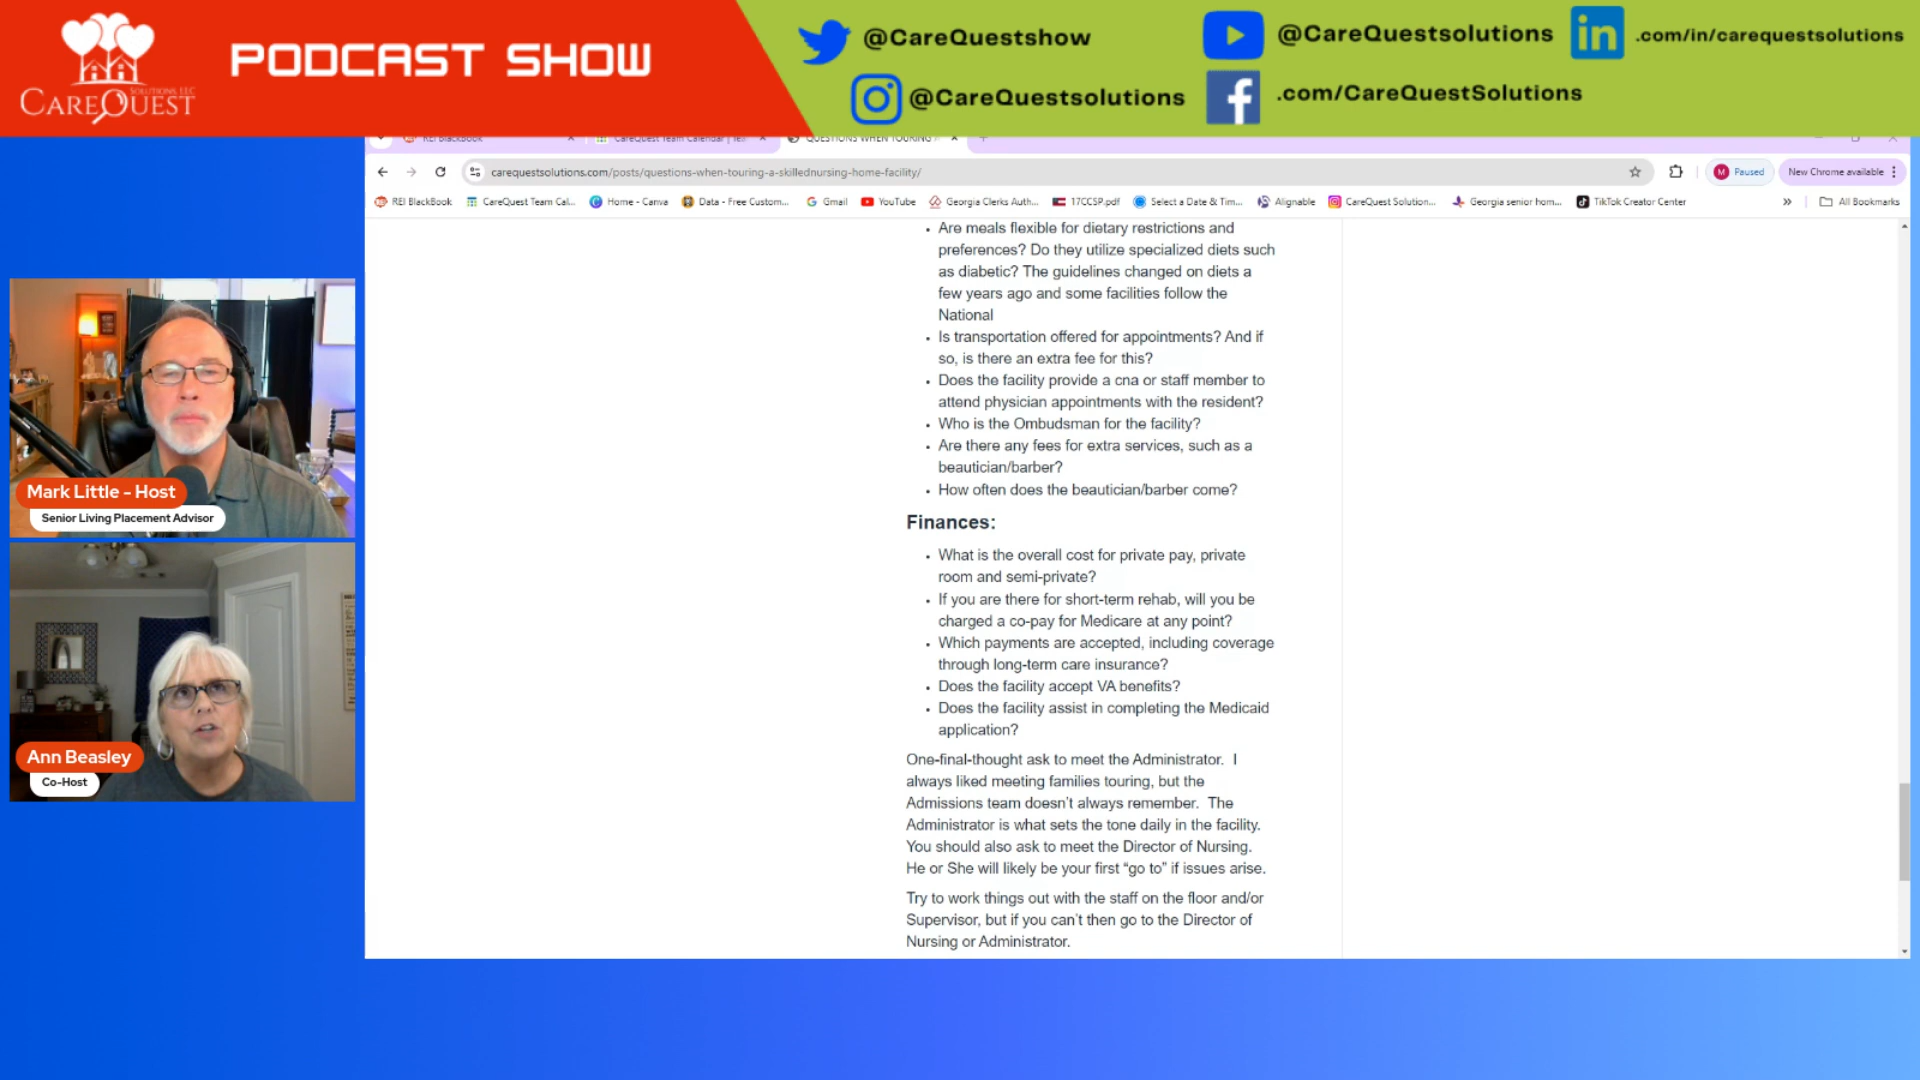 CAREQUEST
SOLUTIONS, LLC
PODCAST SHOW
@CareQuestshow
@CareQuestsolutions
.com/in/carequestsolutions
@CareQuestsolutions
.com/CareQuestSolutions
REI BlackBook
CareQuest Team Calendar | Tell
QUESTIONS WHEN TOURING A
carequestsolutions.com/posts/questions-when-touring-a-skillednursing-home-facility/
M Paused
New Chrome available
REI BlackBook
CareQuest Team Cal...
Home - Canva
Data - Free Custom...
Gmail
YouTube
Georgia Clerks Auth...
17CCSP.pdf
Select a Date & Tim...
Alignable
CareQuest Solution...
Georgia senior hom...
TikTok Creator Center
»
All Bookmarks
• Are meals flexible for dietary restrictions and
preferences? Do they utilize specialized diets such
as diabetic? The guidelines changed on diets a
few years ago and some facilities follow the
National
• Is transportation offered for appointments? And if
so, is there an extra fee for this?
• Does the facility provide a cna or staff member to
attend physician appointments with the resident?
• Who is the Ombudsman for the facility?
• Are there any fees for extra services, such as a
beautician/barber?
• How often does the beautician/barber come?
Finances:
• What is the overall cost for private pay, private
room and semi-private?
• If you are there for short-term rehab, will you be
charged a co-pay for Medicare at any point?
• Which payments are accepted, including coverage
through long-term care insurance?
• Does the facility accept VA benefits?
• Does the facility assist in completing the Medicaid
application?
One-final-thought ask to meet the Administrator. I
always liked meeting families touring, but the
Admissions team doesn't always remember. The
Administrator is what sets the tone daily in the facility.
You should also ask to meet the Director of Nursing.
He or She will likely be your first “go to” if issues arise.
Try to work things out with the staff on the floor and/or
Supervisor, but if you can't then go to the Director of
Nursing or Administrator.
Mark Little - Host
Senior Living Placement Advisor
Ann Beasley
Co-Host